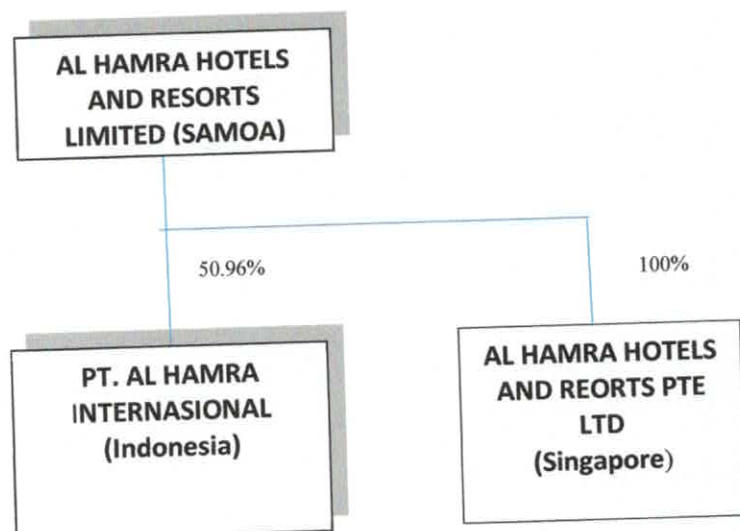 AL HAMRA HOTELS
AND RESORTS
LIMITED (SAMOA)
50.96%
100%
PT. AL HAMRA
INTERNASIONAL
(Indonesia)
AL HAMRA HOTELS
AND REORTS PTE
LTD
(Singapore)